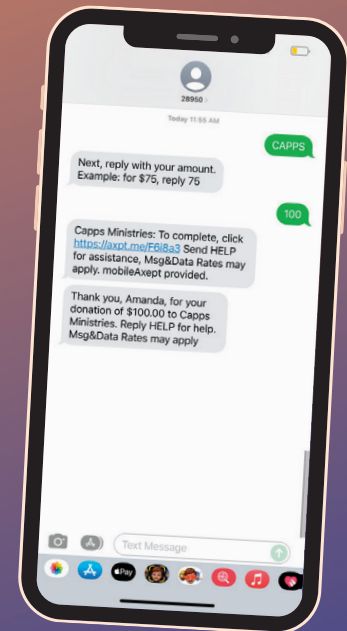 28950 >
Today 11:55 AM
CAPPS
Next, reply with your amount.
Example: for $75, reply 75
100
Capps Ministries: To complete, click
https://axpt.me/F6i8a3 Send HELP
for assistance, Msg&Data Rates may
apply. mobileAxept provided.
Thank you, Amanda, for your
donation of $100.00 to Capps
Ministries. Reply HELP for help.
Msg&Data Rates may apply
Text Message
Pay